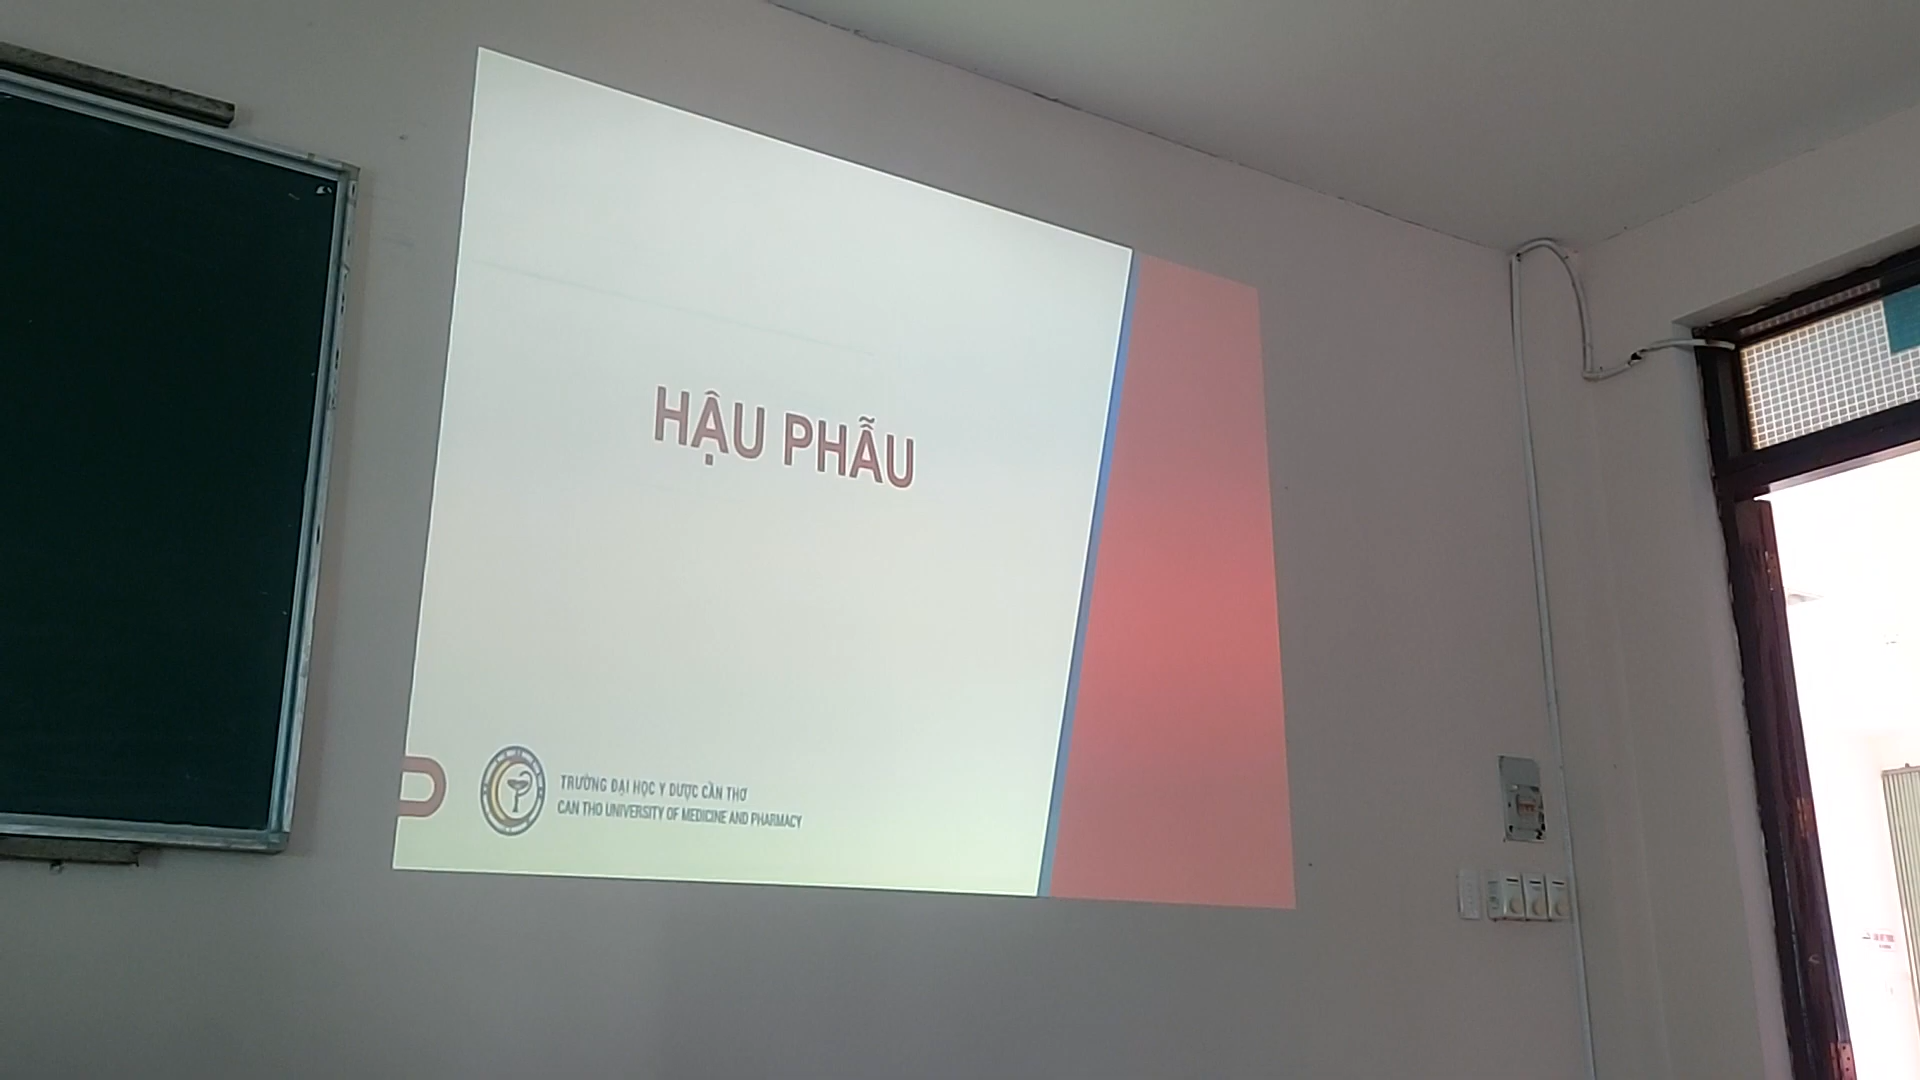 HẬU PHẪU
TRƯỜNG ĐẠI HỌC Y DƯỢC CẦN THƠ
CAN THO UNIVERSITY OF MEDICINE AND PHARMACY